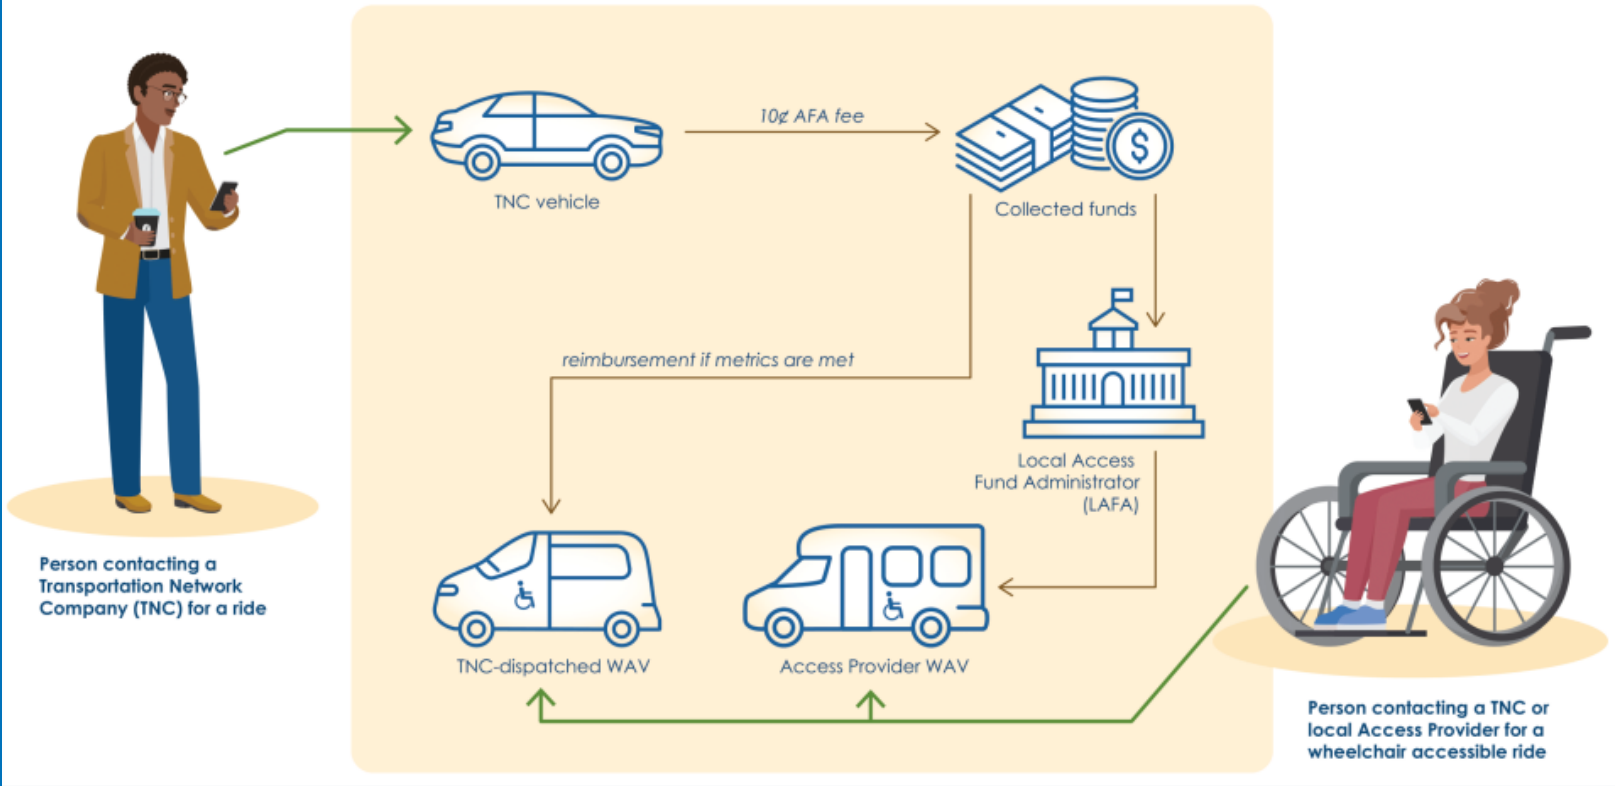 10¢ AFA fee
TNC vehicle
$
Collected funds
reimbursement if metrics are met
Local Access
Fund Administrator
(LAFA)
Person contacting a
Transportation Network
Company (TNC) for a ride
TNC-dispatched WAV
Access Provider WAV
Person contacting a TNC or
local Access Provider for a
wheelchair accessible ride